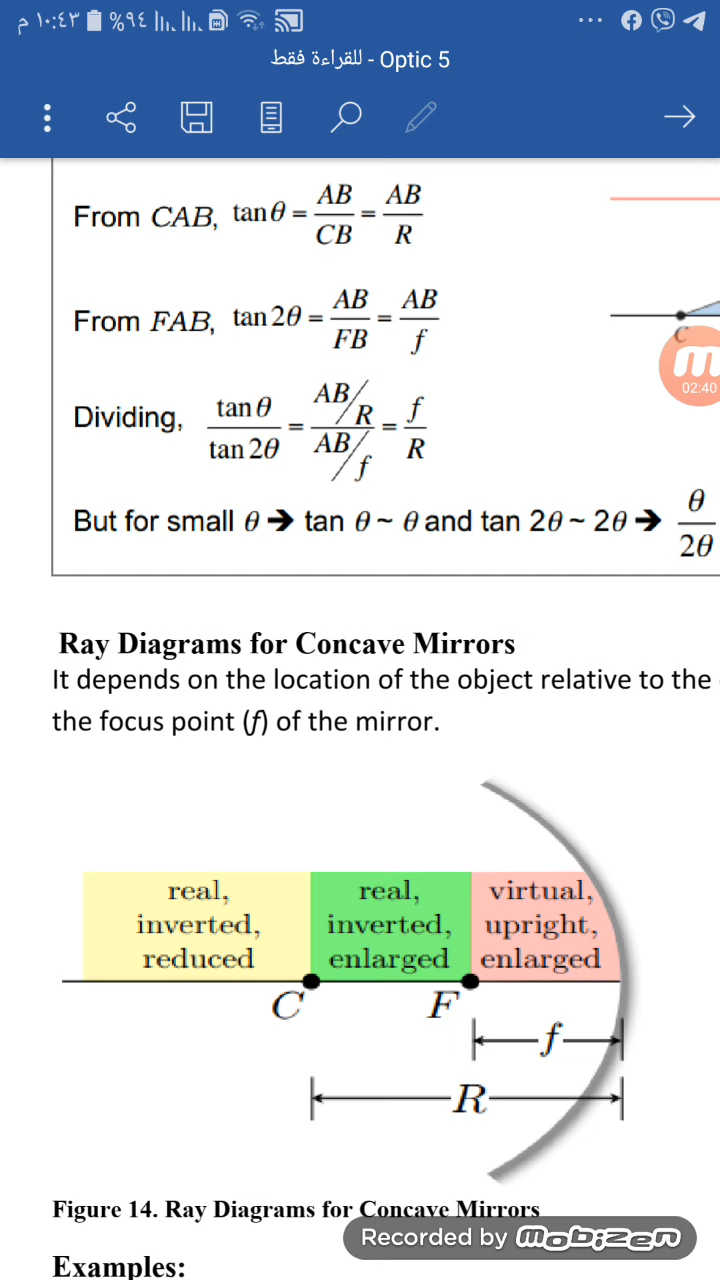 م ١٠:٤٣ %٩٤
Optic 5 - للقراءة فقط
From CAB, tanθ = AB/CB = AB/R
From FAB, tan2θ = AB/FB = AB/f
C
02:40
Dividing, tanθ/tan2θ = (AB/R)/(AB/f) = f/R
But for small θ ➔ tan θ ~ θ and tan 2θ ~ 2θ ➔ θ/2θ
Ray Diagrams for Concave Mirrors
It depends on the location of the object relative to the
the focus point (f) of the mirror.
real, inverted, reduced
real, inverted, enlarged
virtual, upright, enlarged
C
F
f
R
Figure 14. Ray Diagrams for Concave Mirrors
Recorded by mobizen
Examples: